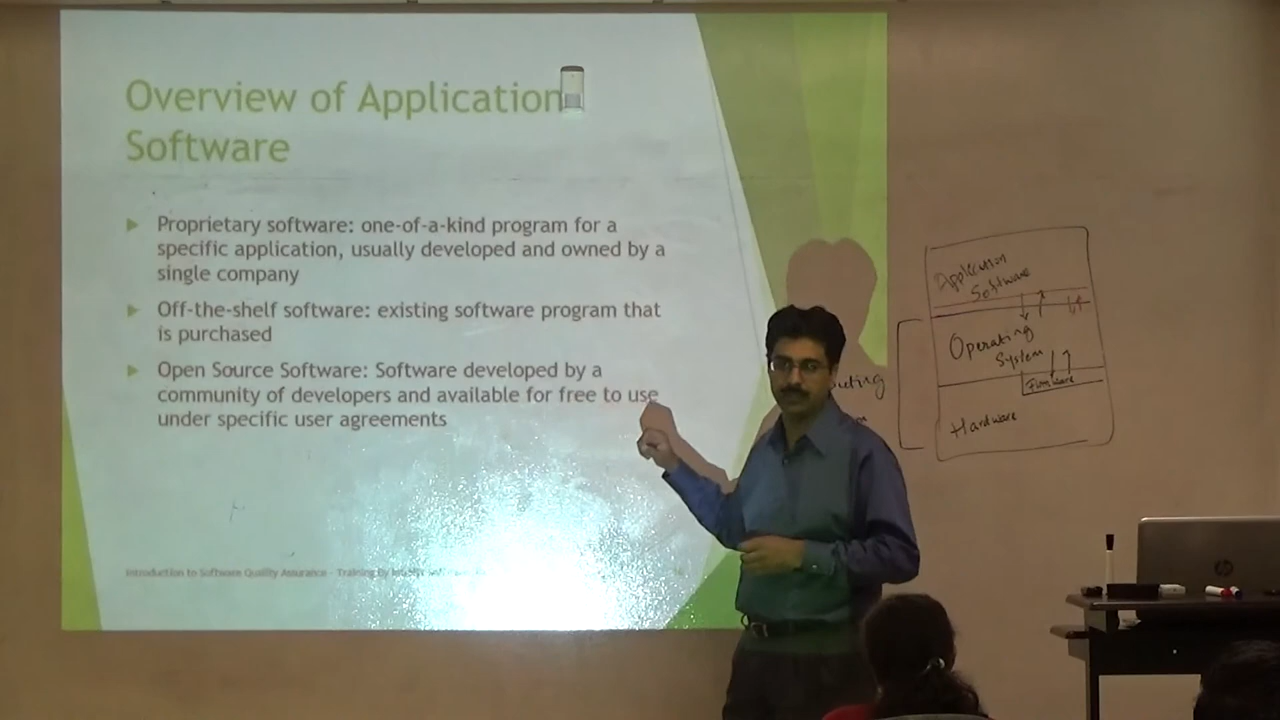 Overview of Application
Software
Proprietary software: one-of-a-kind program for a
specific application, usually developed and owned by a
single company
Off-the-shelf software: existing software program that
is purchased
Open Source Software: Software developed by a
community of developers and available for free to use
under specific user agreements
Introduction to Software Quality Assurance - Training By
Application
Software
Operating
System
Firmware
Hardware
hp